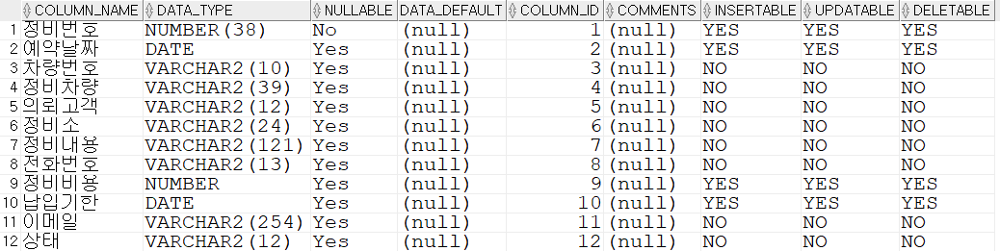 COLUMN_NAME DATA_TYPE NULLABLE DATA_DEFAULT COLUMN_ID COMMENTS INSERTABLE UPDATABLE DELETABLE
1 정비번호 NUMBER(38) No (null) 1 (null) YES YES YES
2 예약날짜 DATE Yes (null) 2 (null) YES YES YES
3 차량번호 VARCHAR2(10) Yes (null) 3 (null) NO NO NO
4 정비차량 VARCHAR2(39) Yes (null) 4 (null) NO NO NO
5 의뢰고객 VARCHAR2(12) Yes (null) 5 (null) NO NO NO
6 정비소 VARCHAR2(24) Yes (null) 6 (null) NO NO NO
7 정비내용 VARCHAR2(121) Yes (null) 7 (null) NO NO NO
8 전화번호 VARCHAR2(13) Yes (null) 8 (null) NO NO NO
9 정비비용 NUMBER Yes (null) 9 (null) YES YES YES
10 납입기한 DATE Yes (null) 10 (null) YES YES YES
11 이메일 VARCHAR2(254) Yes (null) 11 (null) NO NO NO
12 상태 VARCHAR2(12) Yes (null) 12 (null) NO NO NO